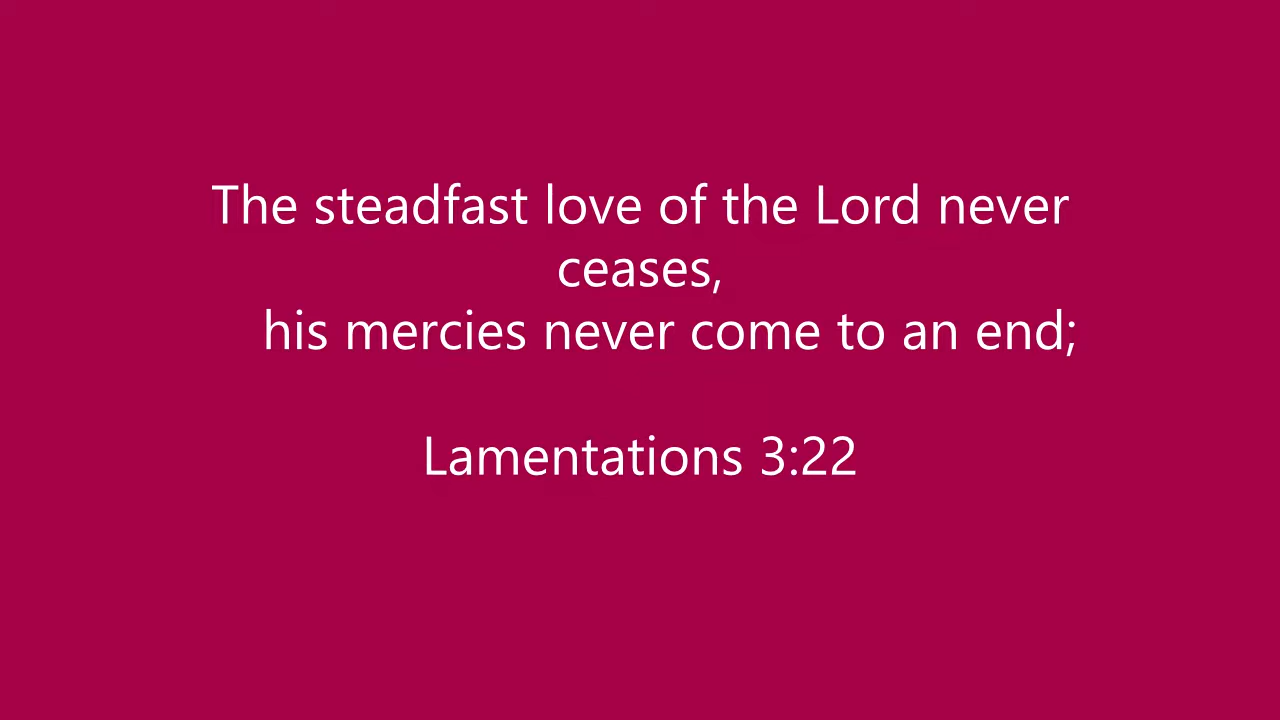 The steadfast love of the Lord never
ceases,
his mercies never come to an end;
Lamentations 3:22